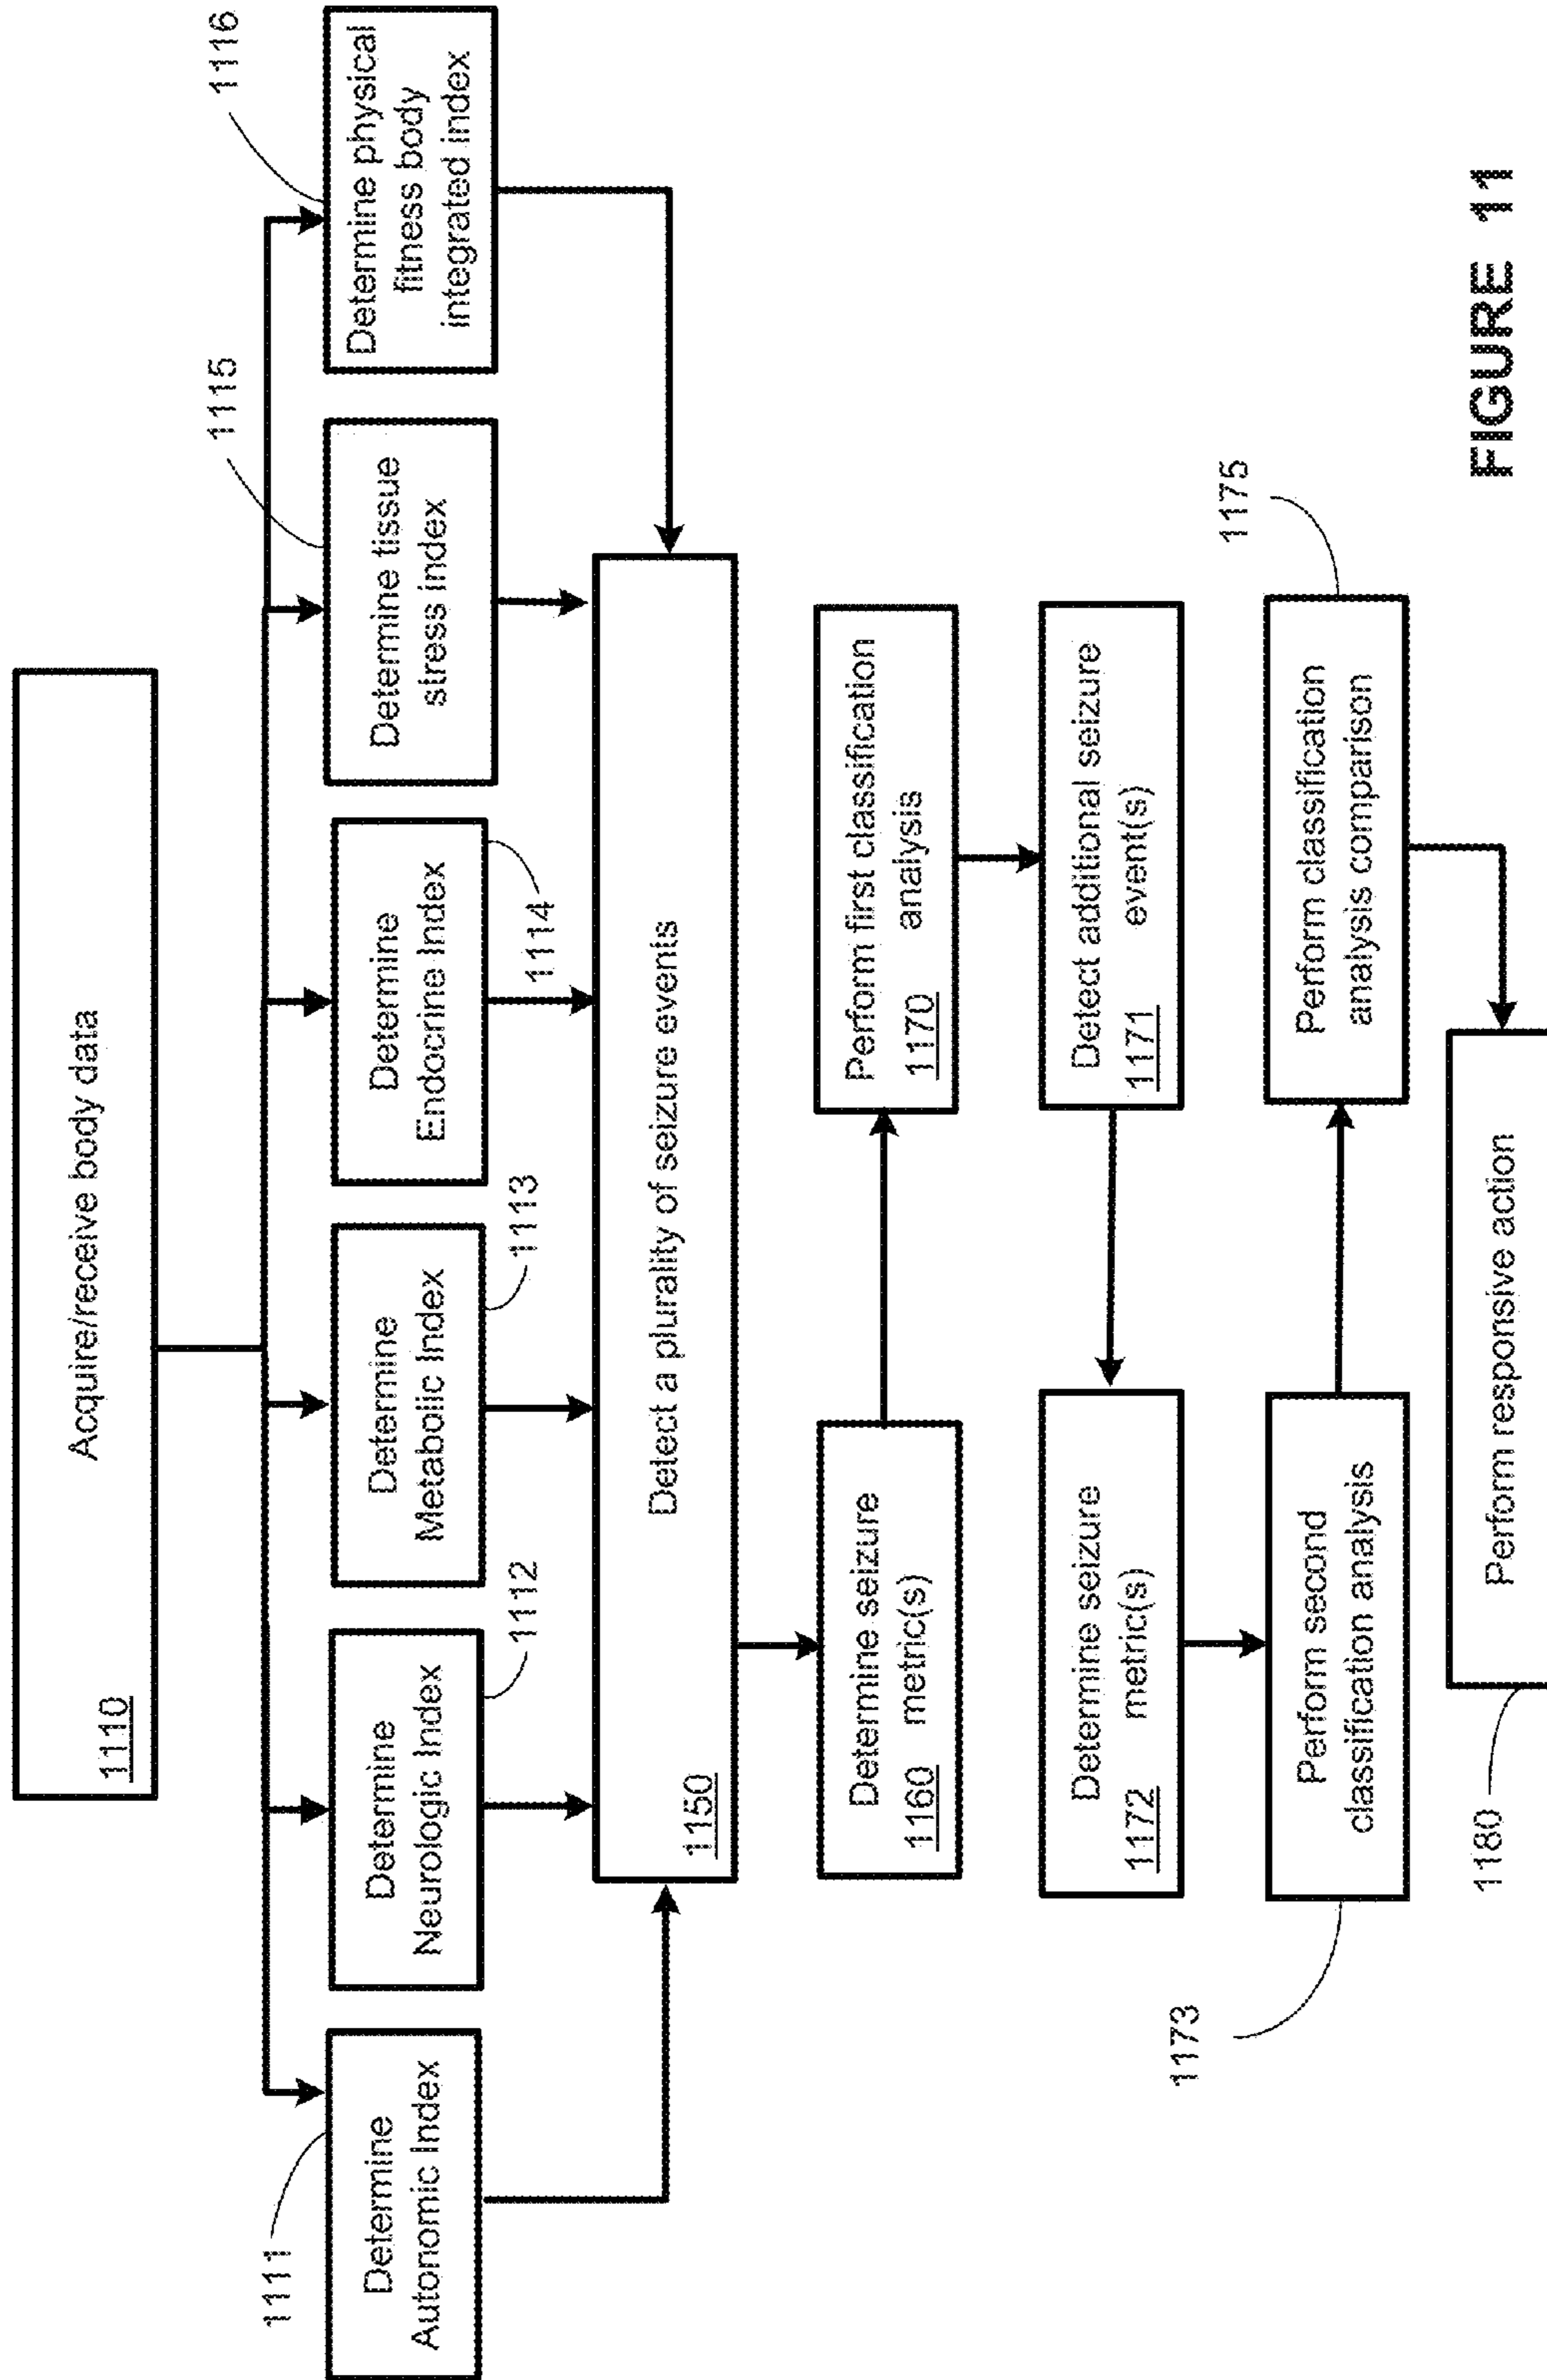 Acquire/receive body data
1110
1111
Determine
Autonomic Index
Determine
Neurologic Index
1112
Determine
Metabolic Index
1113
Determine
Endocrine Index
1114
1115
Determine tissue
stress index
1116
Determine physical
fitness body
integrated index
Detect a plurality of seizure events
1150
Determine seizure
1160 metric(s)
Perform first classification
1170 analysis
Detect additional seizure
1171 event(s)
Determine seizure
1172 metric(s)
1173
Perform second
classification analysis
Perform classification
analysis comparison
1175
1180
Perform responsive action
FIGURE 11